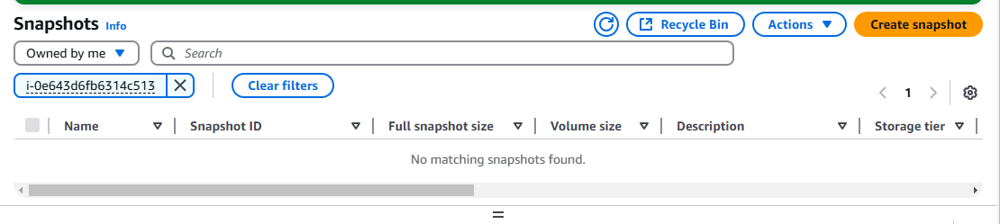 Snapshots Info
Recycle Bin Actions Create snapshot
Owned by me Search
i-0e643d6fb6314c513 Clear filters
1
Name Snapshot ID Full snapshot size Volume size Description Storage tier
No matching snapshots found.